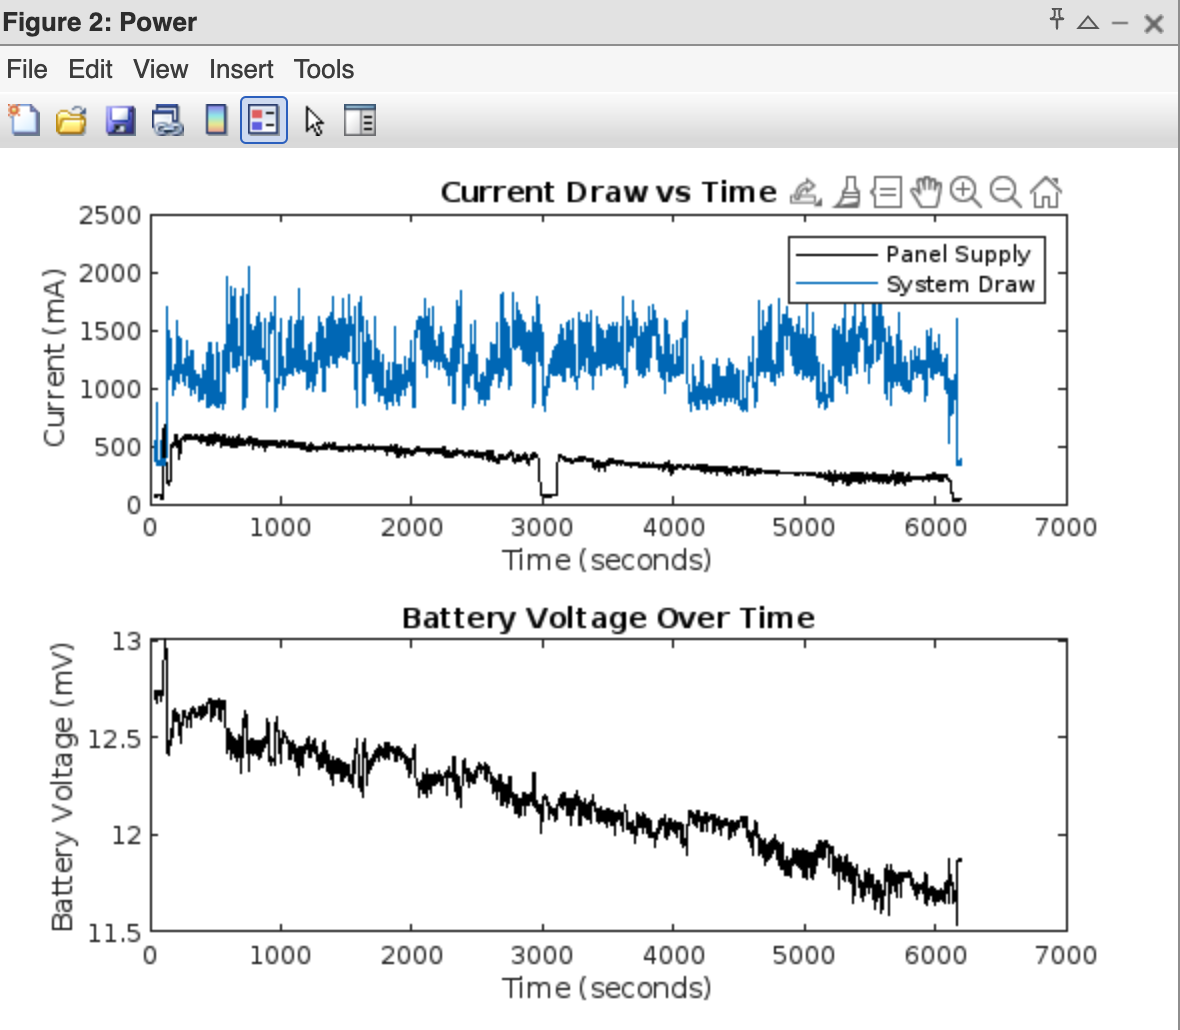 Figure 2: Power
File Edit View Insert Tools
Current Draw vs Time
2500
2000
1500
1000
500
0
Current (mA)
Panel Supply
System Draw
0 1000 2000 3000 4000 5000 6000 7000
Time (seconds)
Battery Voltage Over Time
13
12.5
12
11.5
Battery Voltage (mV)
0 1000 2000 3000 4000 5000 6000 7000
Time (seconds)